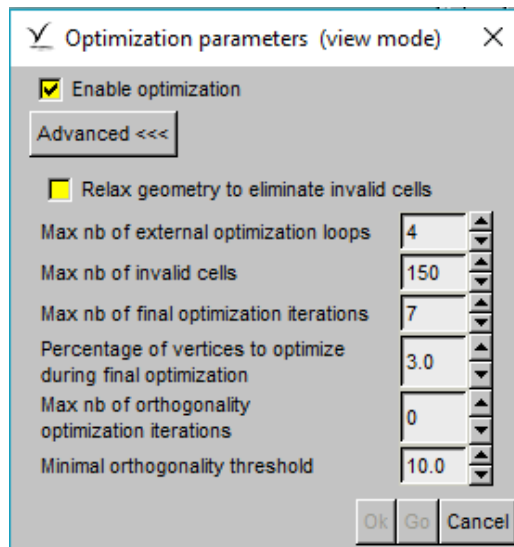 Optimization parameters (view mode)
Enable optimization
Advanced <<<
Relax geometry to eliminate invalid cells
Max nb of external optimization loops 4
Max nb of invalid cells 150
Max nb of final optimization iterations 7
Percentage of vertices to optimize
during final optimization 3.0
Max nb of orthogonality
optimization iterations 0
Minimal orthogonality threshold 10.0
Ok Go Cancel